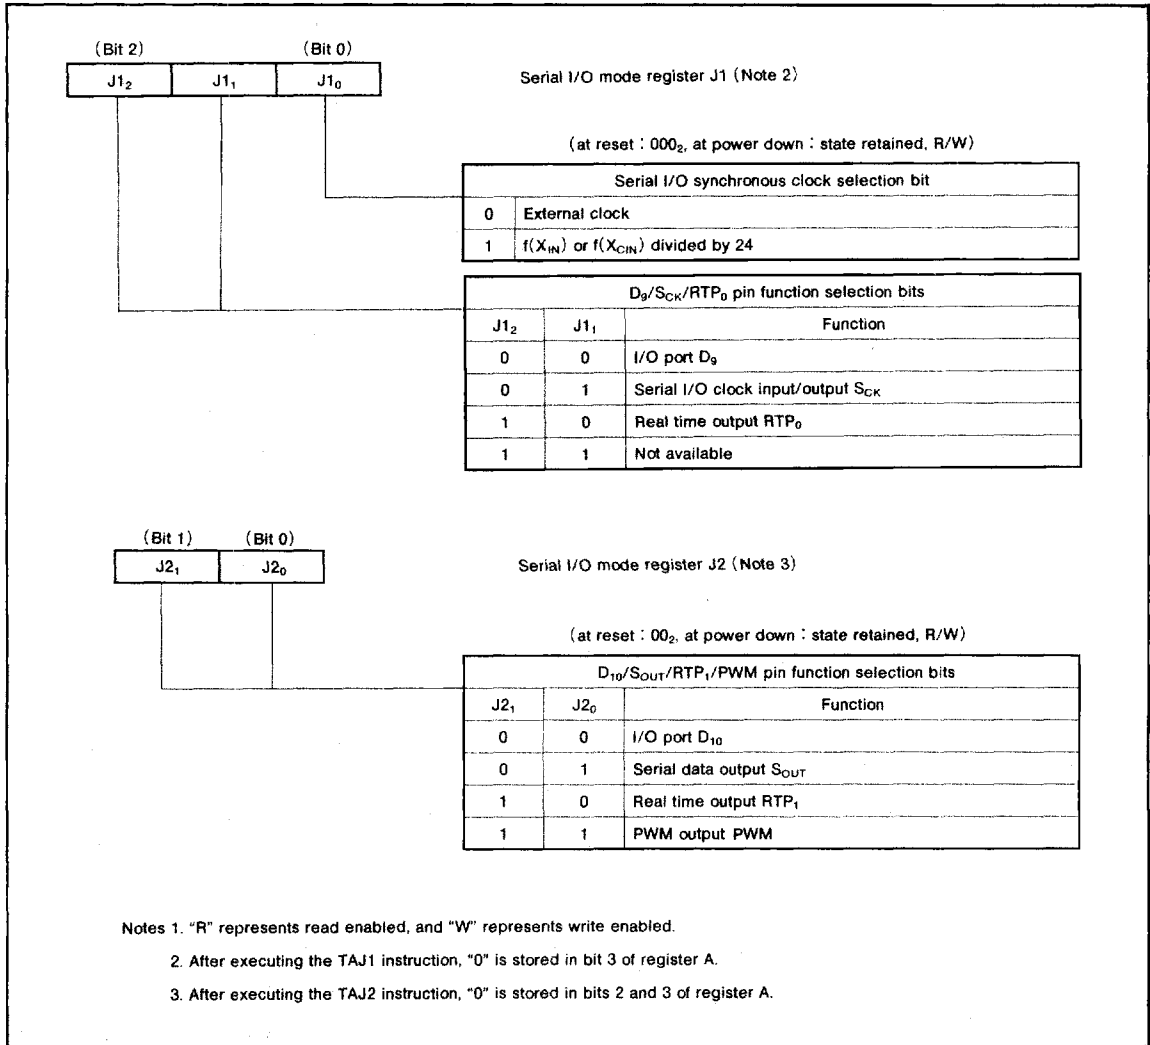 (Bit 2) (Bit 0)
J1₂ J1₁ J1₀ Serial I/O mode register J1 (Note 2)
(at reset : 000₂, at power down : state retained, R/W)
Serial I/O synchronous clock selection bit
0 External clock
1 f(X_IN) or f(X_CIN) divided by 24
D₉/S_CK/RTP₀ pin function selection bits
J1₂ J1₁ Function
0 0 I/O port D₉
0 1 Serial I/O clock input/output S_CK
1 0 Real time output RTP₀
1 1 Not available
(Bit 1) (Bit 0)
J2₁ J2₀ Serial I/O mode register J2 (Note 3)
(at reset : 00₂, at power down : state retained, R/W)
D₁₀/S_OUT/RTP₁/PWM pin function selection bits
J2₁ J2₀ Function
0 0 I/O port D₁₀
0 1 Serial data output S_OUT
1 0 Real time output RTP₁
1 1 PWM output PWM
Notes 1. “R” represents read enabled, and “W” represents write enabled.
2. After executing the TAJ1 instruction, “0” is stored in bit 3 of register A.
3. After executing the TAJ2 instruction, “0” is stored in bits 2 and 3 of register A.